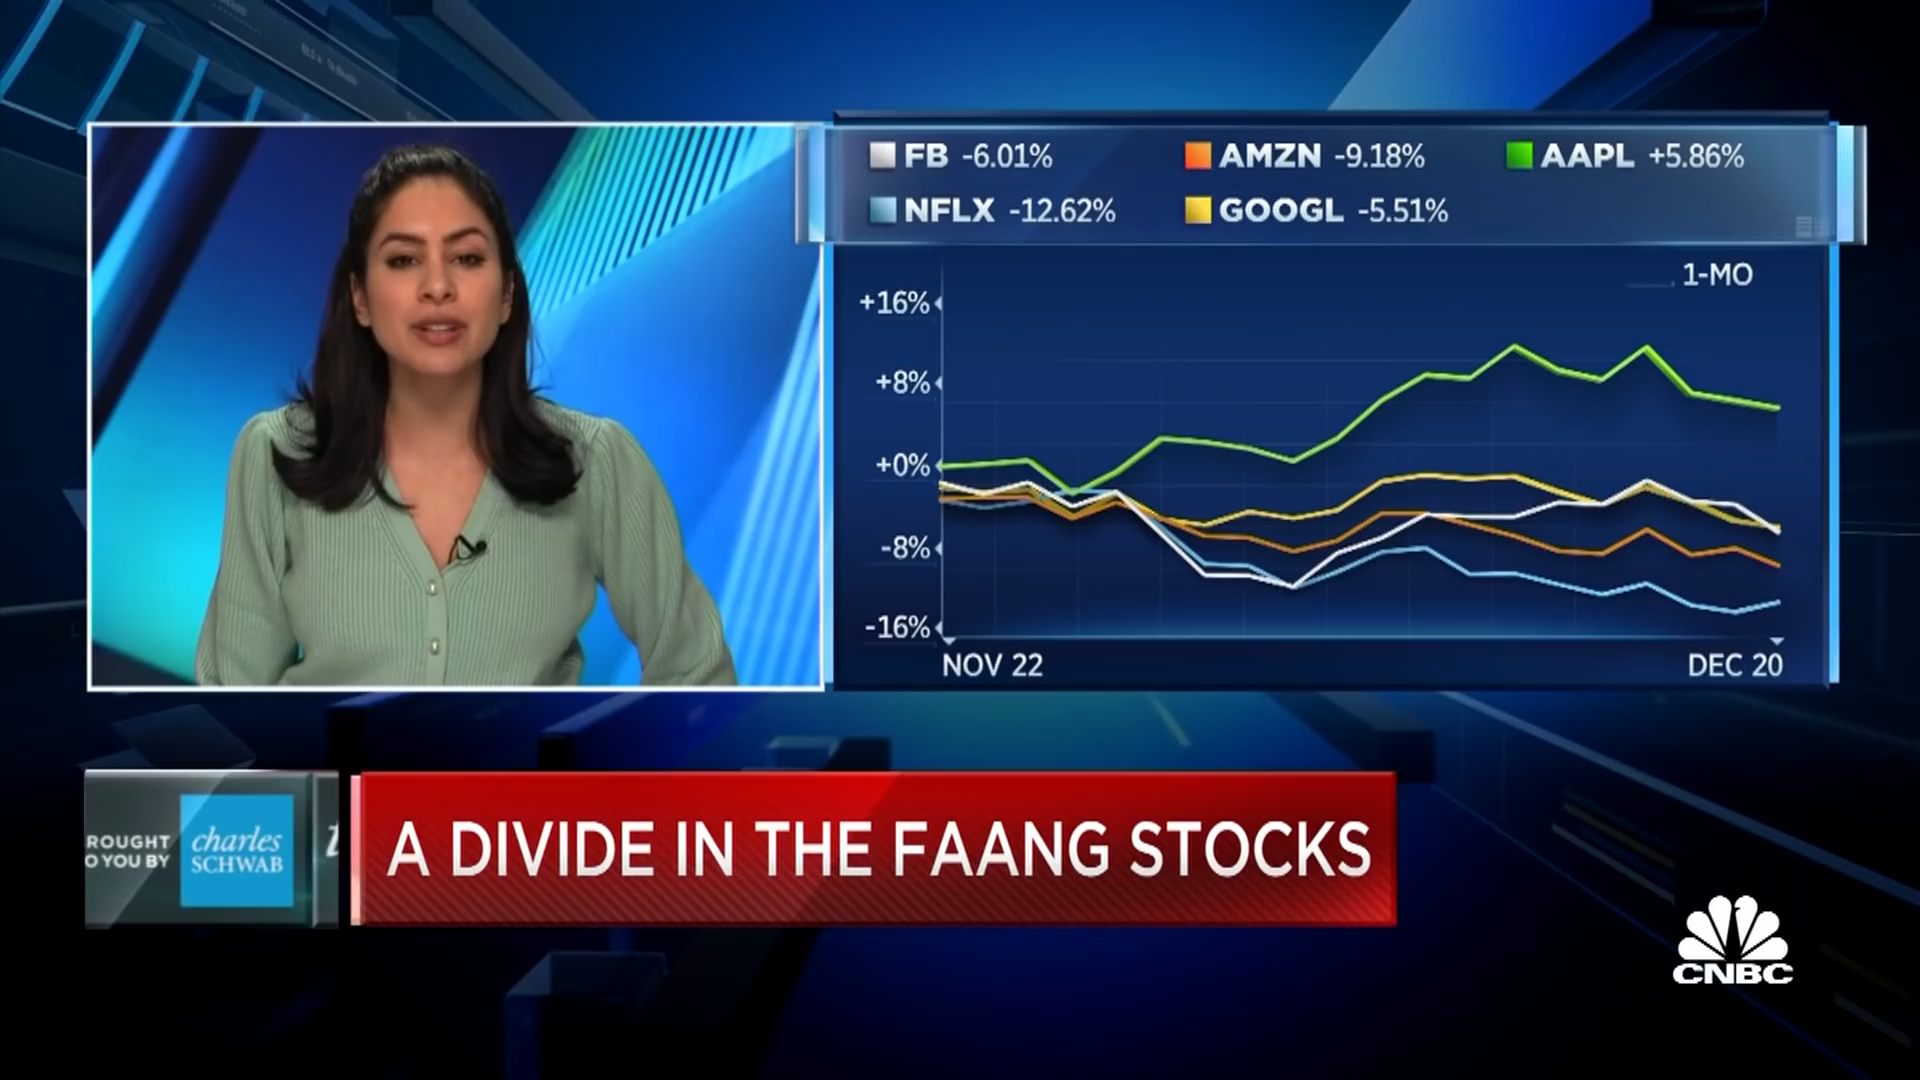 FB -6.01%
AMZN -9.18%
AAPL +5.86%
NFLX -12.62%
GOOGL -5.51%
1-MO
+16%
+8%
+0%
-8%
-16%
NOV 22
DEC 20
ROUGHT
O YOU BY
charles
SCHWAB
A DIVIDE IN THE FAANG STOCKS
CNBC